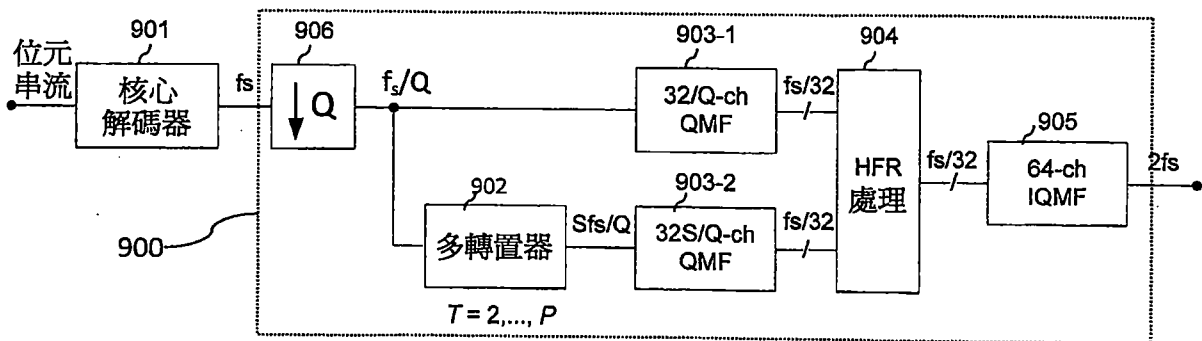 901
位元
串流
核心
解碼器
fs
906
↓ Q
fₛ/Q
903-1
32/Q-ch
QMF
fs/32
904
HFR
處理
fs/32
905
64-ch
IQMF
2fs
902
多轉置器
T = 2,..., P
Sfs/Q
903-2
32S/Q-ch
QMF
fs/32
900